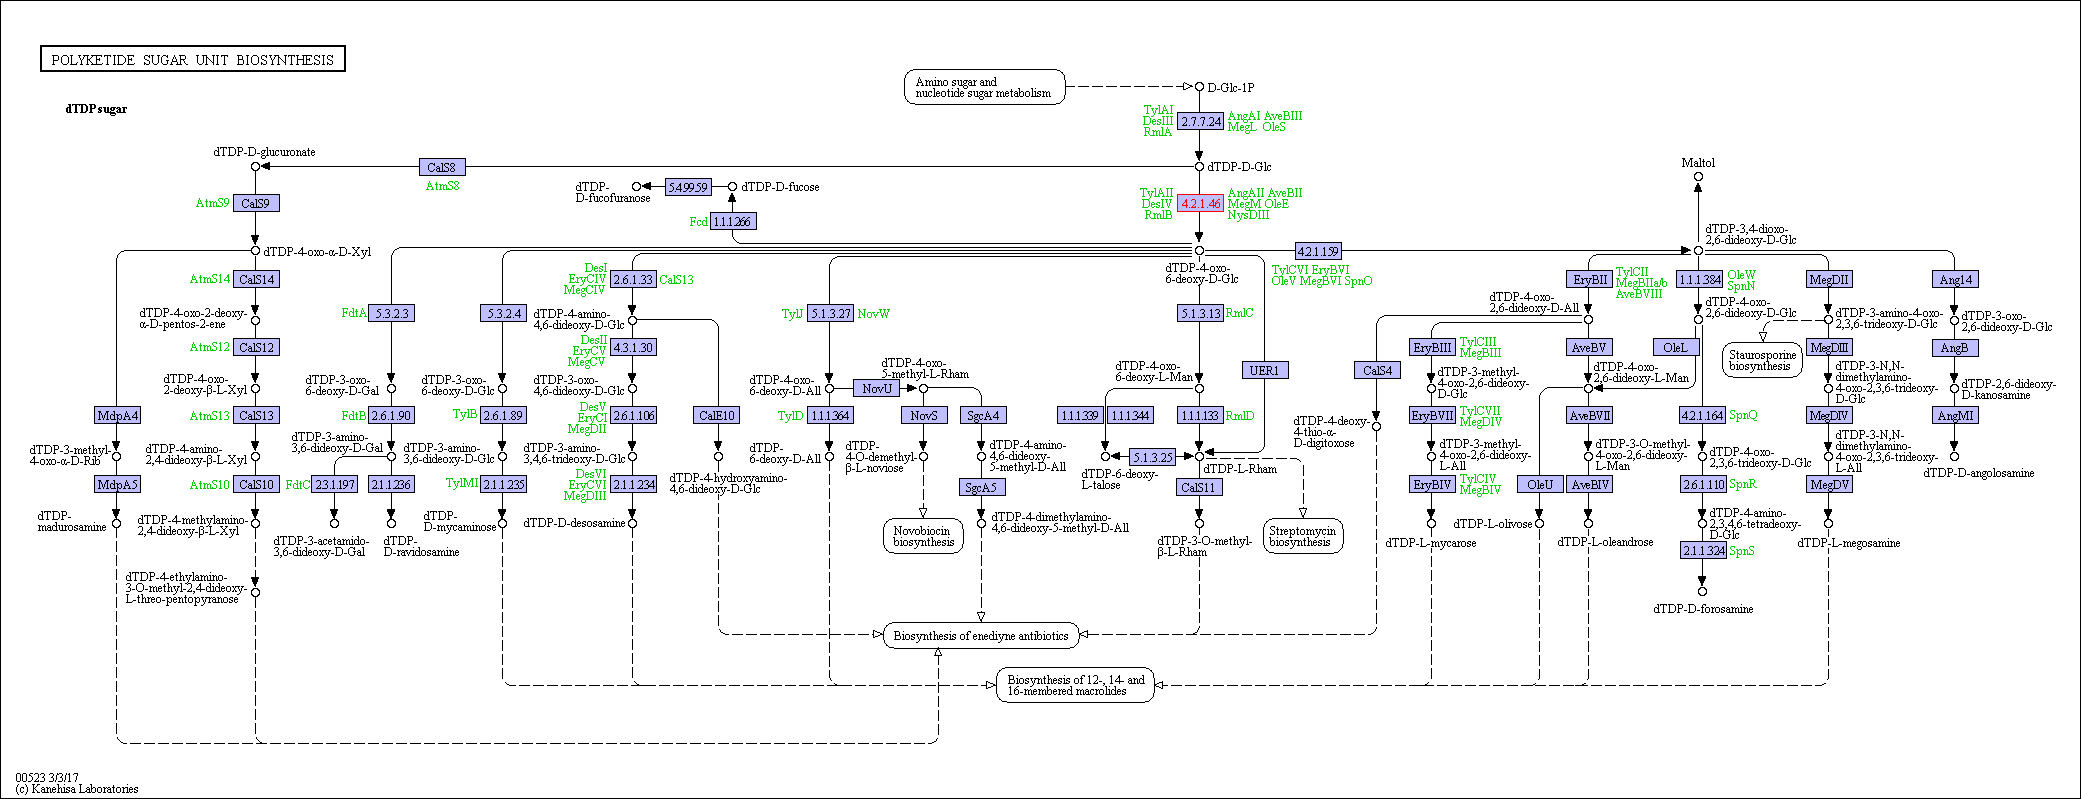 POLYKETIDE SUGAR UNIT BIOSYNTHESIS
dTDP sugar
Amino sugar and
nucleotide sugar metabolism
D-Glc-1P
TylAI
DesIII
RmlA
2.7.7.24
AngAI AveBIII
MegL OleS
dTDP-D-glucuronate
CalS8
AtmS8
dTDP-D-Glc
Maltol
dTDP-
D-fucofuranose
5.4.99.59
dTDP-D-fucose
TylAII
DesIV
RmlB
4.2.1.46
AngAII AveBII
MegM OleE
NysDIII
AtmS9
CalS9
Fcd
1.1.1.266
dTDP-4-oxo-α-D-Xyl
4.2.1.159
TylCVI EryBVI
OleV MegBVI SpnO
dTDP-3,4-dioxo-
2,6-dideoxy-D-Glc
dTDP-4-oxo-
6-deoxy-D-Glc
AtmS14
CalS14
DesI
EryCIV
MegCIV
2.6.1.33
CalS13
EryBII
TylCII
MegBIIa/b
AveBVIII
1.1.1.384
OleW
SpnN
MegDII
Ang14
dTDP-4-oxo-2-deoxy-
α-D-pentos-2-ene
FdtA
5.3.2.3
5.3.2.4
dTDP-4-amino-
4,6-dideoxy-D-Glc
TylJ
5.1.3.27
NovW
5.1.3.13
RmlC
dTDP-4-oxo-
2,6-dideoxy-D-All
dTDP-4-oxo-
2,6-dideoxy-D-Glc
dTDP-3-amino-4-oxo-
2,3,6-trideoxy-D-Glc
dTDP-3-oxo-
2,6-dideoxy-D-Glc
AtmS12
CalS12
DesII
EryCV
MegCV
4.3.1.30
EryBIII
TylCIII
MegBIII
AveBV
OleL
Staurosporine
biosynthesis
MegDIII
AngB
dTDP-4-oxo-
2-deoxy-β-L-Xyl
dTDP-3-oxo-
6-deoxy-D-Gal
dTDP-3-oxo-
6-deoxy-D-Glc
dTDP-3-oxo-
4,6-dideoxy-D-Glc
dTDP-4-oxo-
6-deoxy-D-All
NovU
dTDP-4-oxo-
5-methyl-L-Rham
dTDP-4-oxo-
6-deoxy-L-Man
UER1
CalS4
dTDP-3-methyl-
4-oxo-2,6-dideoxy-
D-Glc
dTDP-4-oxo-
2,6-dideoxy-L-Man
dTDP-3-N,N-
dimethylamino-
4-oxo-2,3,6-trideoxy-
D-Glc
dTDP-2,6-dideoxy-
D-kanosamine
MdpA4
AtmS13
CalS13
FdtB
2.6.1.90
TylB
2.6.1.89
DesV
EryCI
MegDII
2.6.1.106
CalE10
TylD
1.1.1.364
NovS
SgcA4
1.1.1.339
1.1.1.344
1.1.1.133
RmlD
dTDP-4-deoxy-
4-thio-α-
D-digitoxose
EryBVII
TylCVII
MegDIV
AveBVII
4.2.1.164
SpnQ
MegDIV
AngMI
dTDP-3-methyl-
4-oxo-α-D-Rib
dTDP-4-amino-
2,4-dideoxy-β-L-Xyl
dTDP-3-amino-
3,6-dideoxy-D-Gal
dTDP-3-amino-
3,6-dideoxy-D-Glc
dTDP-3-amino-
3,4,6-trideoxy-D-Glc
dTDP-
6-deoxy-D-All
dTDP-
4-O-demethyl-
β-L-noviose
dTDP-4-amino-
4,6-dideoxy-
5-methyl-D-All
5.1.3.25
dTDP-6-deoxy-
L-talose
dTDP-L-Rham
dTDP-3-methyl-
4-oxo-2,6-dideoxy-
L-All
dTDP-3-O-methyl-
4-oxo-2,6-dideoxy-
L-Man
dTDP-4-oxo-
2,3,6-trideoxy-D-Glc
dTDP-3-N,N-
dimethylamino-
4-oxo-2,3,6-trideoxy-
L-All
dTDP-D-angolosamine
MdpA5
AtmS10
CalS10
FdtC
2.3.1.197
2.1.1.236
TylMI
2.1.1.235
DesVI
EryCVI
MegDIII
2.1.1.234
dTDP-4-hydroxyamino-
4,6-dideoxy-D-Glc
SgcA5
CalS11
EryBIV
TylCIV
MegBIV
OleU
AveBIV
2.6.1.110
SpnR
MegDV
dTDP-
madurosamine
dTDP-4-methylamino-
2,4-dideoxy-β-L-Xyl
dTDP-3-acetamido-
3,6-dideoxy-D-Gal
dTDP-
D-ravidosamine
dTDP-
D-mycaminose
dTDP-D-desosamine
Novobiocin
biosynthesis
dTDP-4-dimethylamino-
4,6-dideoxy-5-methyl-D-All
dTDP-3-O-methyl-
β-L-Rham
Streptomycin
biosynthesis
dTDP-L-mycarose
dTDP-L-olivose
dTDP-L-oleandrose
dTDP-4-amino-
2,3,4,6-tetradeoxy-
D-Glc
dTDP-L-megosamine
2.1.1.324
SpnS
dTDP-4-ethylamino-
3-O-methyl-2,4-dideoxy-
L-threo-pentopyranose
dTDP-D-forosamine
Biosynthesis of enediyne antibiotics
Biosynthesis of 12-, 14- and
16-membered macrolides
00523 3/3/17
(c) Kanehisa Laboratories